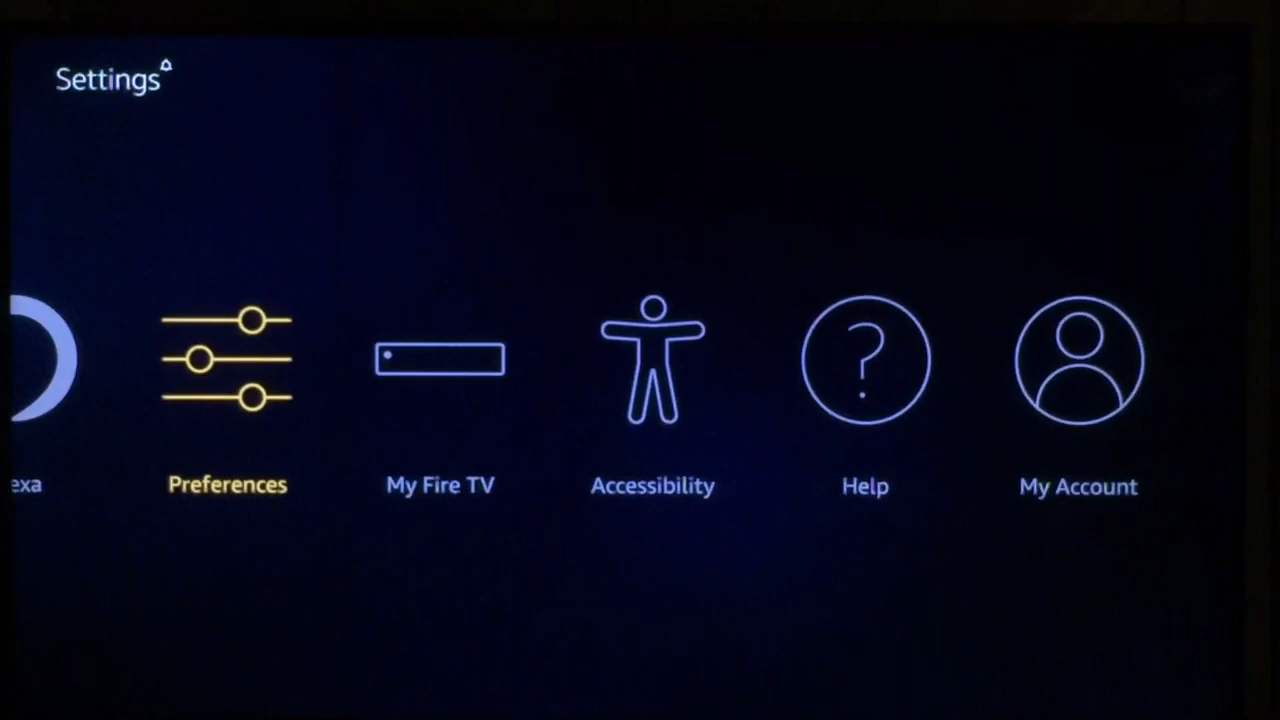 Settings
exa
Preferences
My Fire TV
Accessibility
Help
My Account